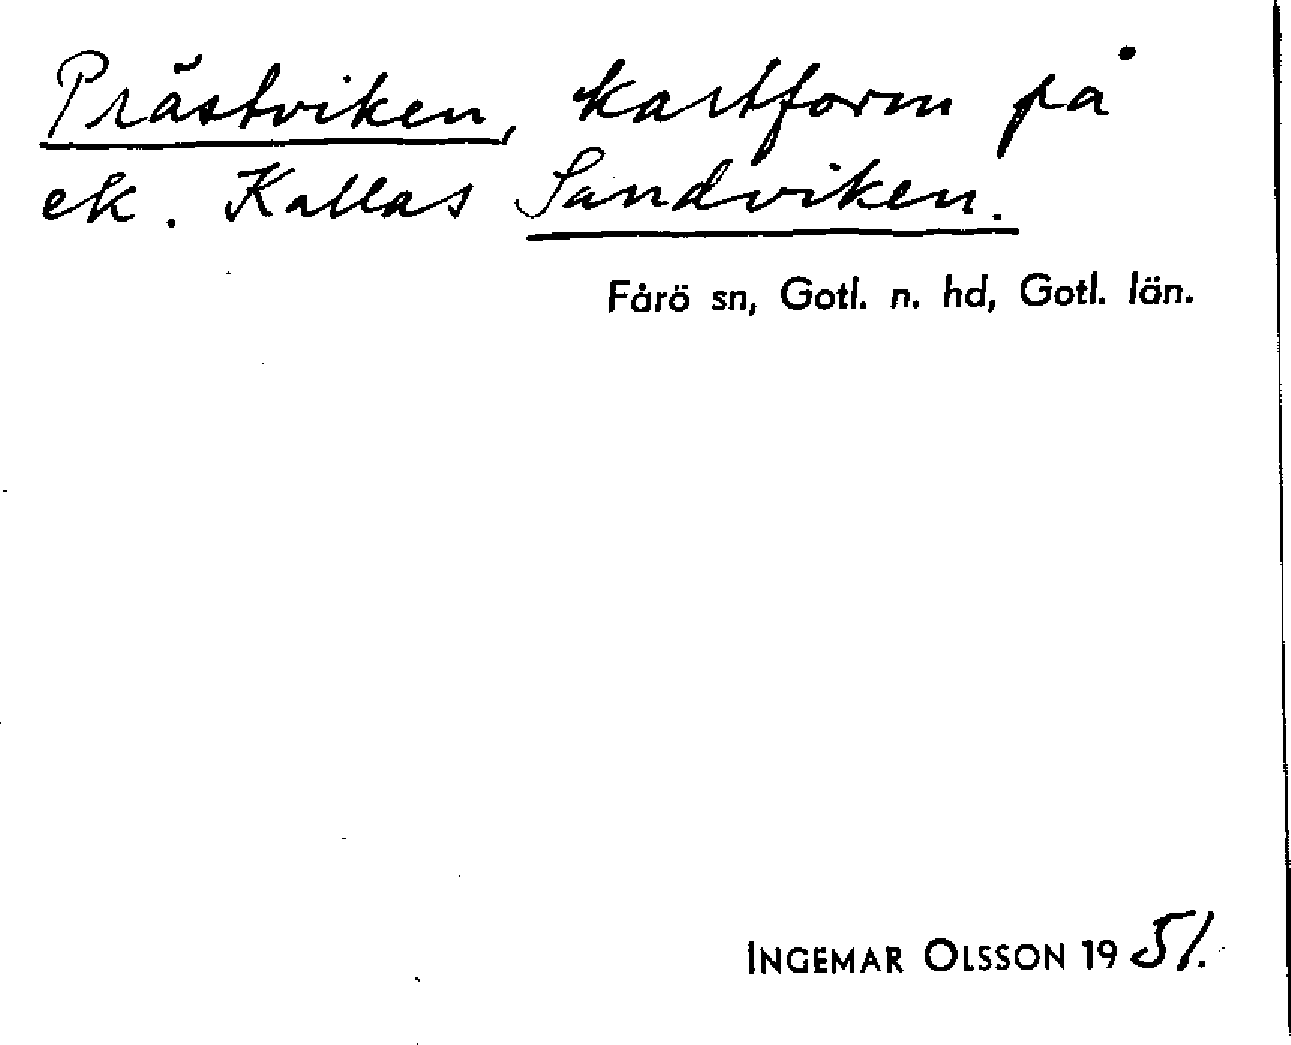 Prästviken, kartform på
ek. Kallas Sandviken.
Fårö sn, Gotl. n. hd, Gotl. län.
INGEMAR OLSSON 1951.